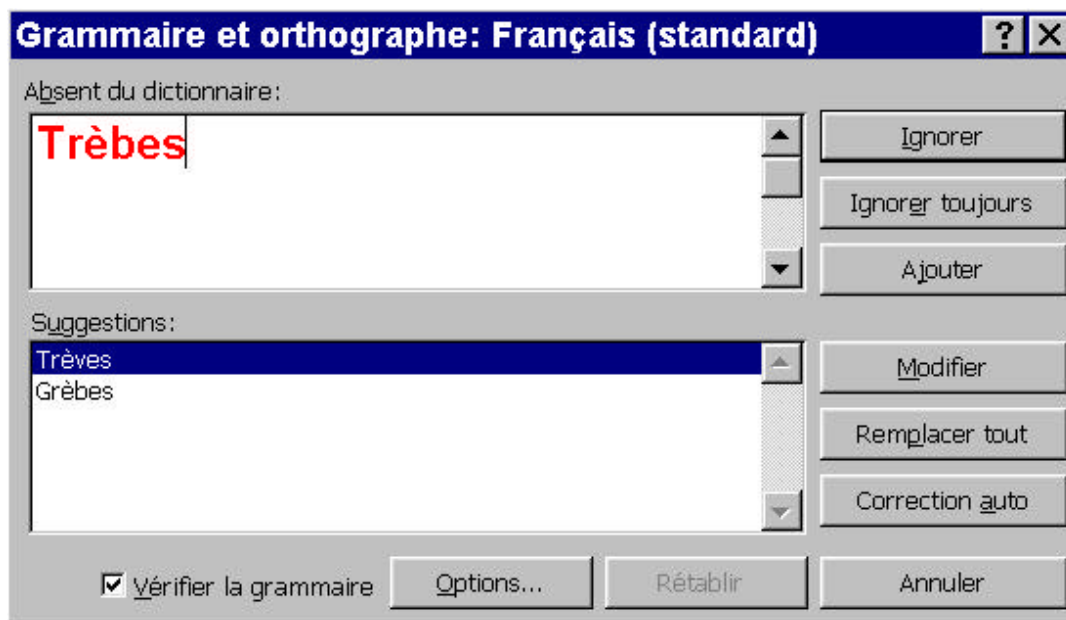 Grammaire et orthographe: Français (standard) ? X
Absent du dictionnaire:
Trèbes
Ignorer
Ignorer toujours
Ajouter
Suggestions:
Trèves
Grèbes
Modifier
Remplacer tout
Correction auto
Vérifier la grammaire
Options...
Rétablir
Annuler